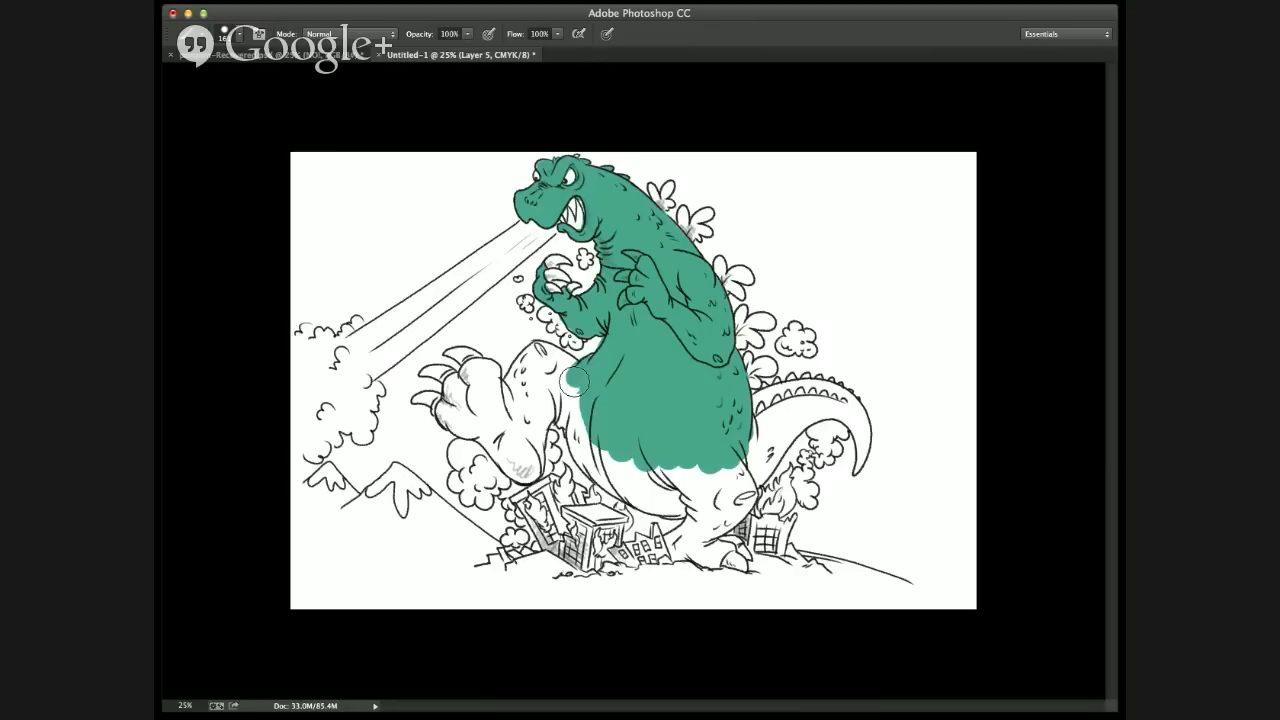 Adobe Photoshop CC
Google+
Mode: Normal Opacity: 100% Flow: 100% Essentials
Untitled-1 @ 25% (Layer 5, CMYK/8) *
25% Doc: 33.0M/85.4M